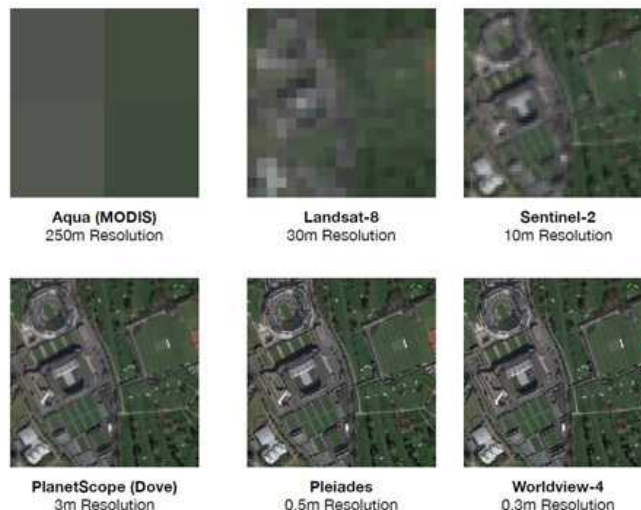 Aqua (MODIS)
250m Resolution
Landsat-8
30m Resolution
Sentinel-2
10m Resolution
PlanetScope (Dove)
3m Resolution
Pleiades
0.5m Resolution
Worldview-4
0.3m Resolution